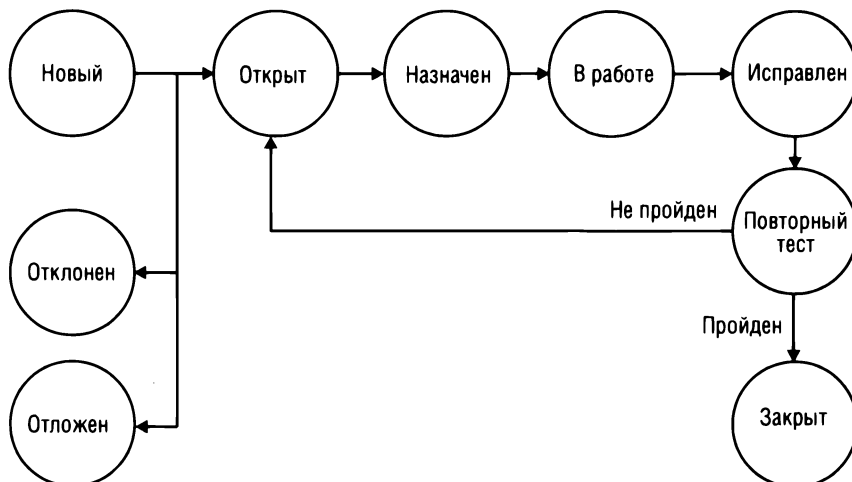 Новый
Открыт
Назначен
В работе
Исправлен
Не пройден
Повторный
тест
Отклонен
Пройден
Отложен
Закрыт